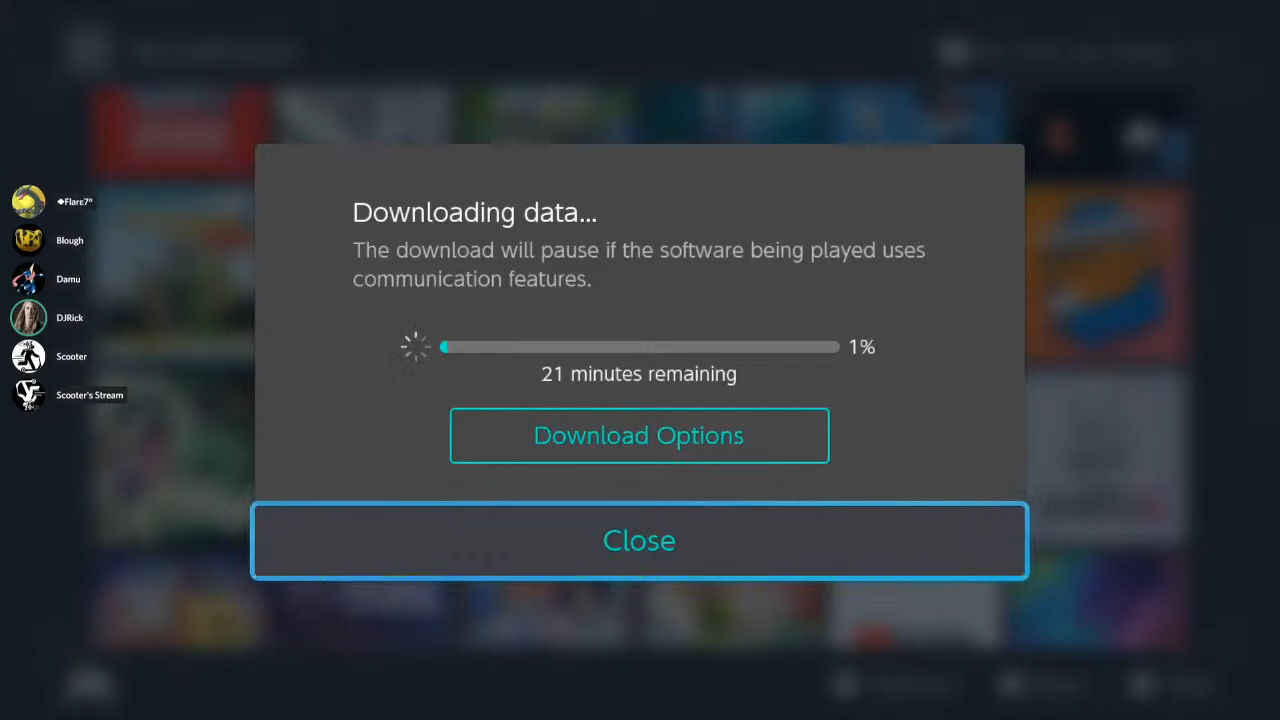 Downloading data...
The download will pause if the software being played uses
communication features.
1%
21 minutes remaining
Download Options
Close
◆Flarε7º
Blough
Damu
DJRick
Scooter
Scooter's Stream